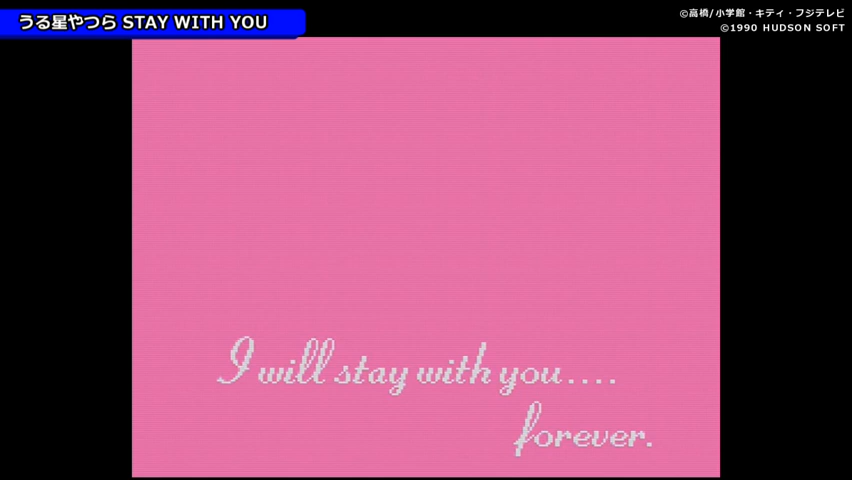 うる星やつら STAY WITH YOU
©高橋/小学館・キティ・フジテレビ
©1990 HUDSON SOFT
I will stay with you....
forever.